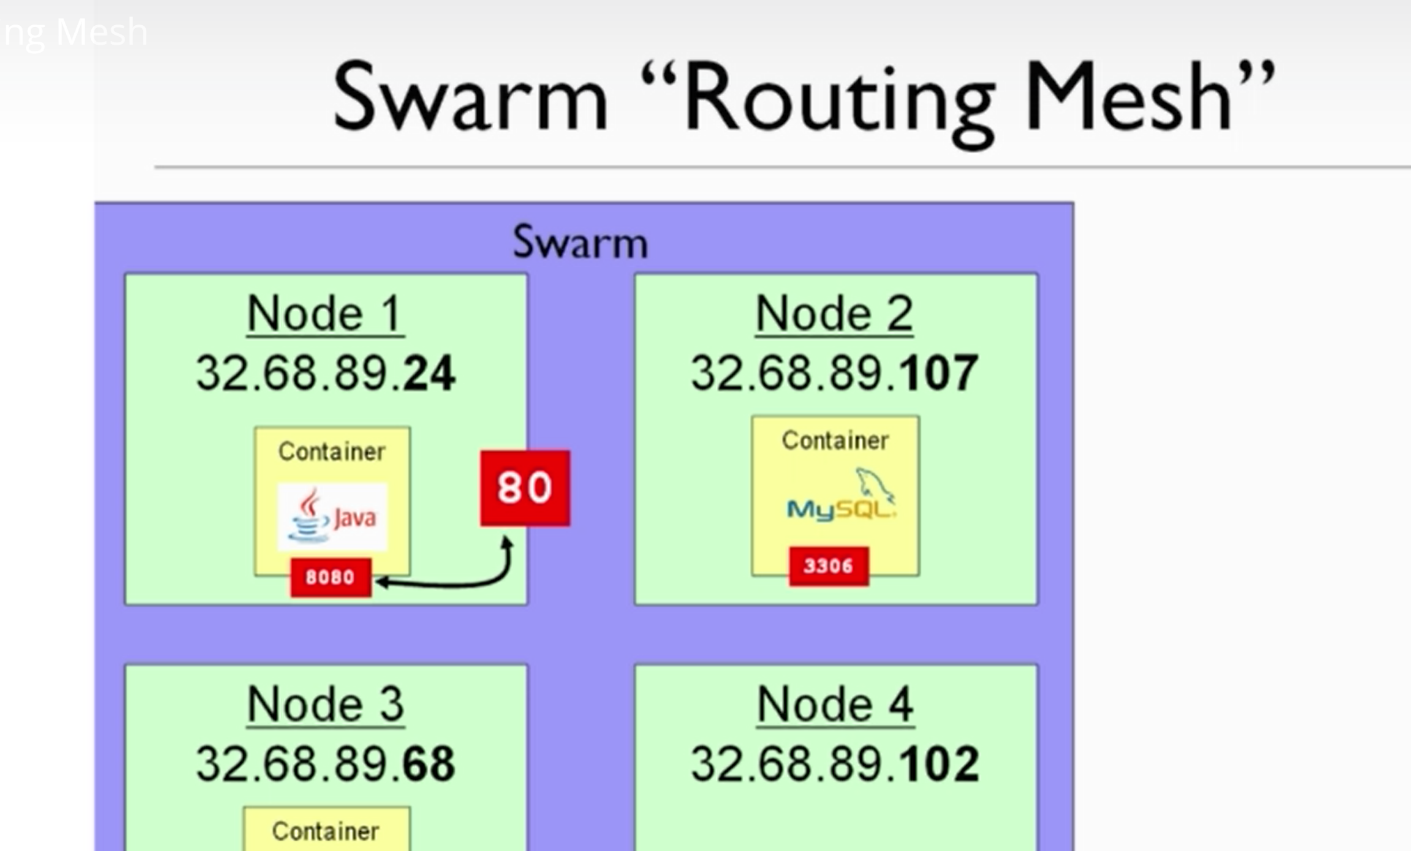 ng Mesh
Swarm “Routing Mesh”
Swarm
Node 1
32.68.89.24
Container
Java
80
8080
Node 2
32.68.89.107
Container
MySQL.
3306
Node 3
32.68.89.68
Container
Node 4
32.68.89.102